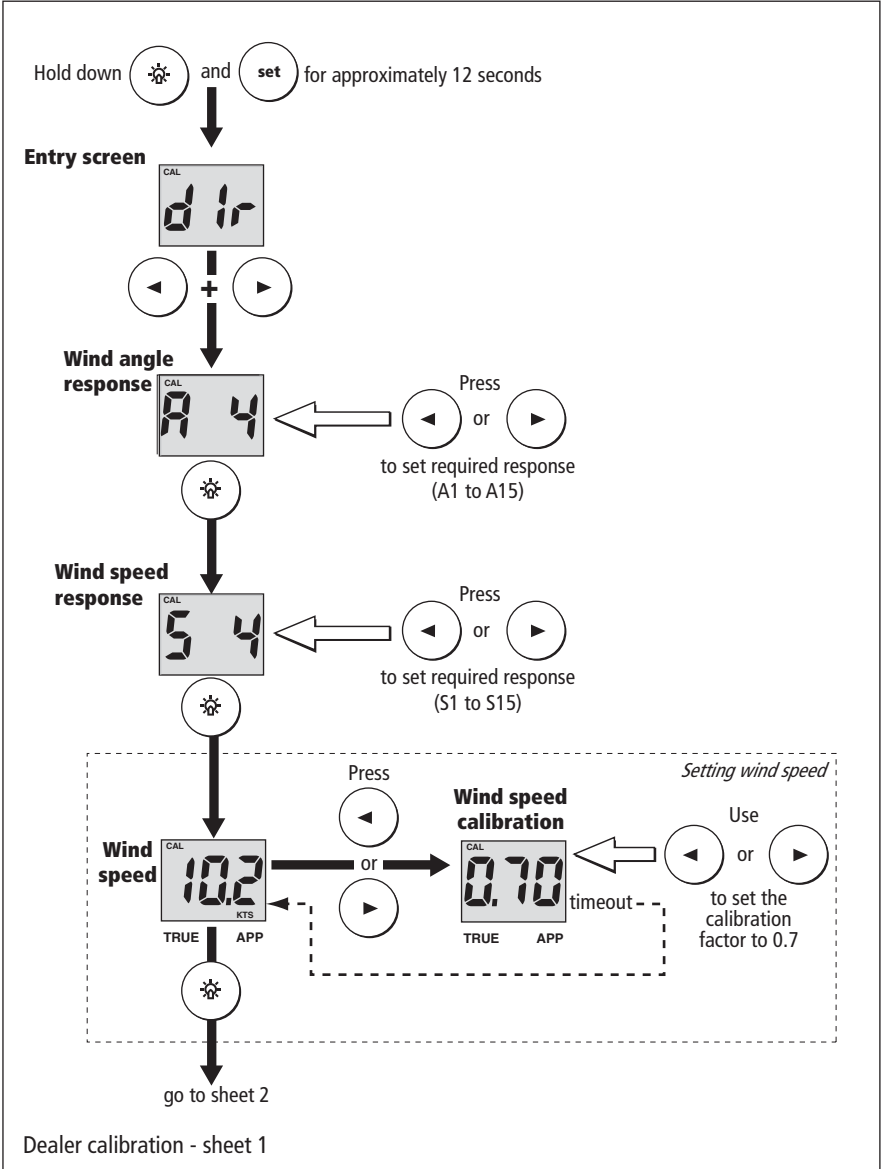 Hold down and set for approximately 12 seconds
Entry screen
CAL
dIr
+
Wind angle
response
CAL
A 4
Press
or
to set required response
(A1 to A15)
Wind speed
response
CAL
S 4
Press
or
to set required response
(S1 to S15)
Setting wind speed
Wind
speed
CAL
10.2
KTS
TRUE APP
Press
or
Wind speed
calibration
CAL
0.70
timeout
TRUE APP
Use
or
to set the
calibration
factor to 0.7
go to sheet 2
Dealer calibration - sheet 1